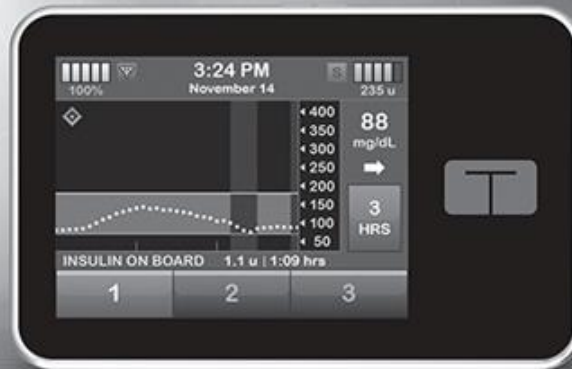 3:24 PM
100%
November 14
S
235 u
400
350
300
250
200
150
100
50
88
mg/dL
3
HRS
INSULIN ON BOARD 1.1 u | 1:09 hrs
1
2
3
T